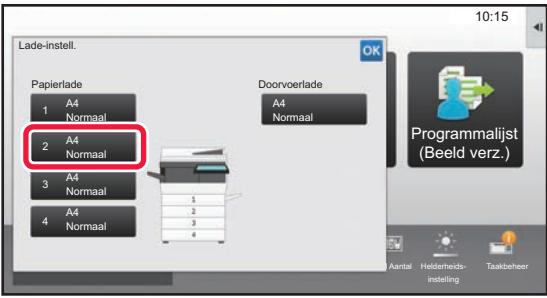 10:15
Lade-instell.
OK
Papierlade
Doorvoerlade
1 A4
Normaal
A4
Normaal
2 A4
Normaal
3 A4
Normaal
4 A4
Normaal
1
2
3
4
Programmalijst
(Beeld verz.)
Aantal
Helderheids-
instelling
Taakbeheer